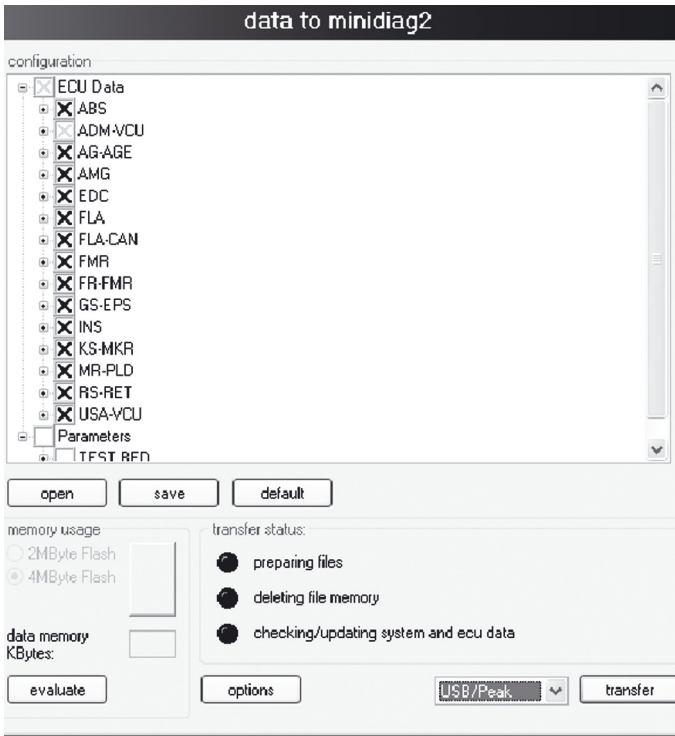 data to minidiag2
configuration
ECU Data
ABS
ADM-VCU
AG-AGE
AMG
EDC
FLA
FLA-CAN
FMR
FR-FMR
GS-EPS
INS
KS-MKR
MR-PLD
RS-RET
USA-VCU
Parameters
TEST BED
open save default
memory usage
2MByte Flash
4MByte Flash
data memory
KBytes:
evaluate
transfer status:
preparing files
deleting file memory
checking/updating system and ecu data
options USB/Peak transfer